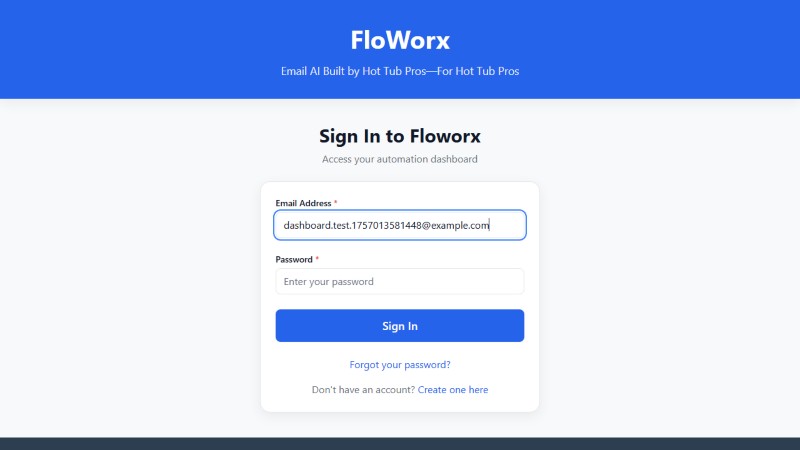 FloWorx
Email AI Built by Hot Tub Pros—For Hot Tub Pros
Sign In to Floworx
Access your automation dashboard
Email Address *
dashboard.test.1757013581448@example.com
Password *
Enter your password
Sign In
Forgot your password?
Don't have an account? Create one here